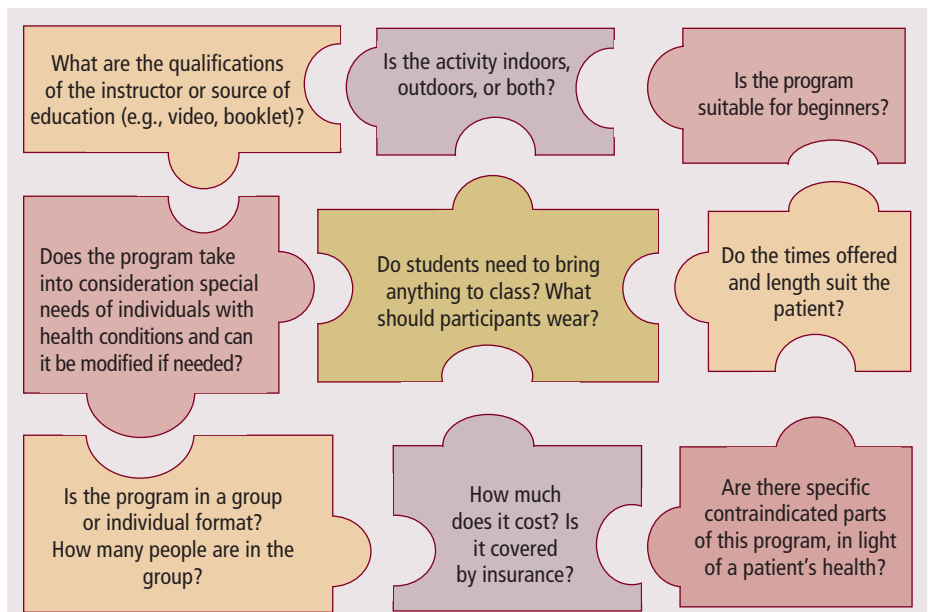 What are the qualifications
of the instructor or source of
education (e.g., video, booklet)?
Is the activity indoors,
outdoors, or both?
Is the program
suitable for beginners?
Does the program take
into consideration special
needs of individuals with
health conditions and can
it be modified if needed?
Do students need to bring
anything to class? What
should participants wear?
Do the times offered
and length suit the
patient?
Is the program in a group
or individual format?
How many people are in the
group?
How much
does it cost? Is
it covered
by insurance?
Are there specific
contraindicated parts
of this program, in light
of a patient’s health?